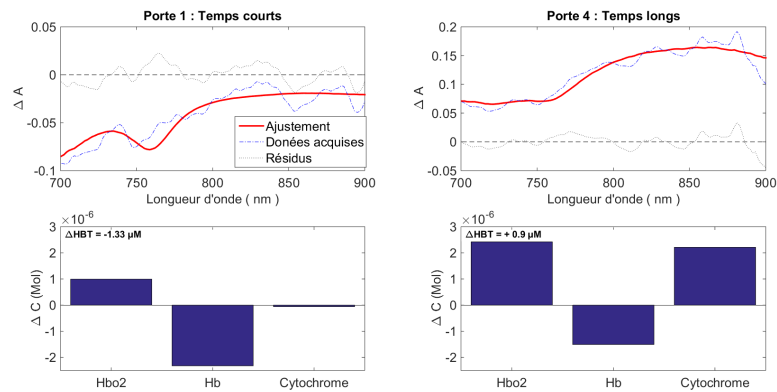 Porte 1 : Temps courts
0.05
0
-0.05
-0.1
Δ A
Ajustement
Donées acquises
Résidus
700 750 800 850 900
Longueur d'onde ( nm )
Porte 4 : Temps longs
0.2
0.15
0.1
0.05
0
0.05
Δ A
700 750 800 850 900
Longueur d'onde ( nm )
×10⁻⁶
ΔHBT = -1.33 μM
3
2
1
0
-1
-2
Δ C (Mol)
Hbo2 Hb Cytochrome
×10⁻⁶
ΔHBT = + 0.9 μM
3
2
1
0
-1
-2
Δ C (Mol)
Hbo2 Hb Cytochrome